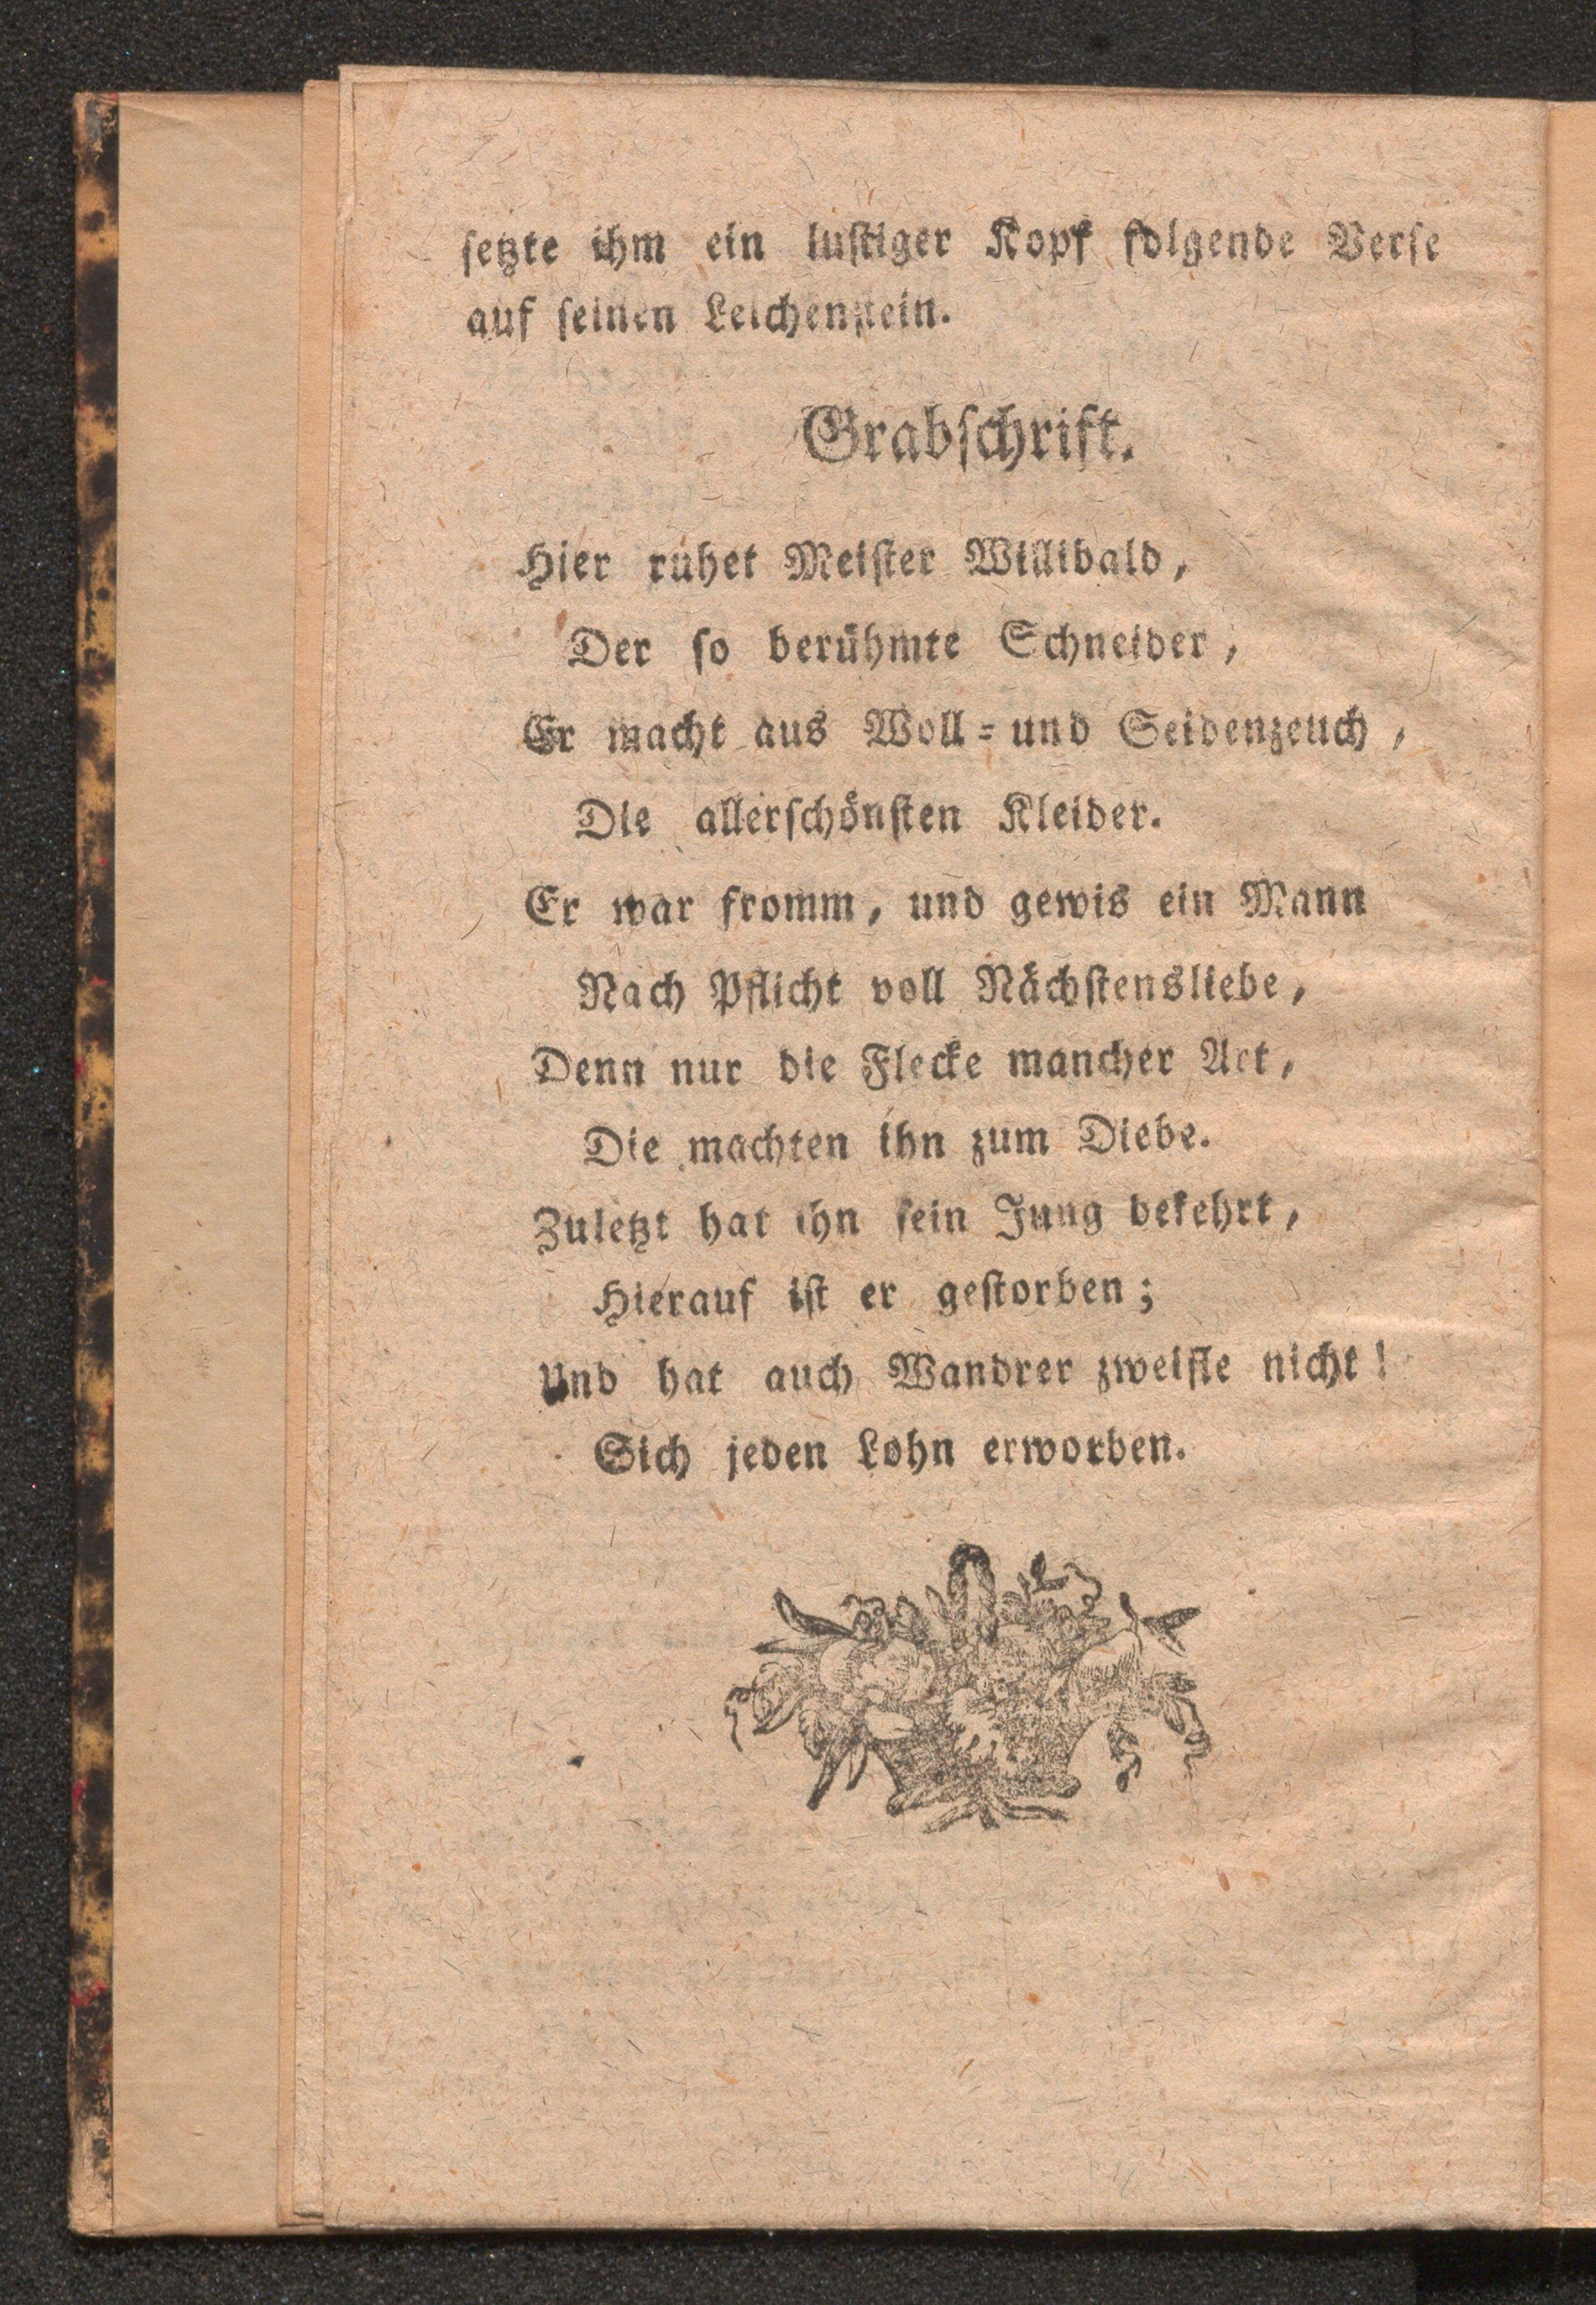 ſetzte ihm ein luſtiger Kopf folgende Verſe
auf ſeinen Leichenſtein.
Grabſchrift.
Hier ruhet Meiſter Willibald,
Der ſo berühmte Schneider,
Er macht aus Woll- und Seidenzeuch,
Die allerſchönſten Kleider.
Er war fromm, und gewis ein Mann
Nach Pflicht voll Nächſtensliebe,
Denn nur die Flecke mancher Art,
Die machten ihn zum Diebe.
Zuletzt hat ihn ſein Jung bekehrt,
Hierauf iſt er geſtorben;
Und hat auch Wandrer zweifle nicht!
Sich jeden Lohn erworben.